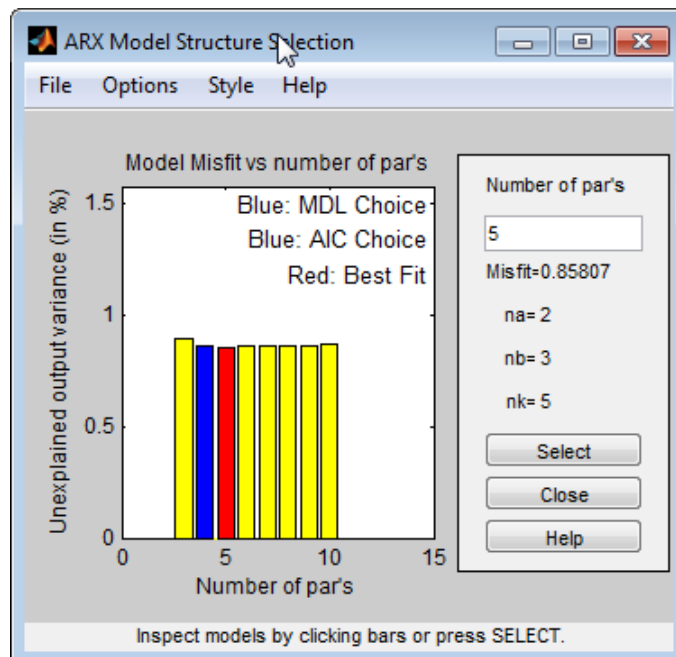 ARX Model Structure Selection
File Options Style Help
Model Misfit vs number of par's
Unexplained output variance (in %)
1.5
1
0.5
0
Blue: MDL Choice
Blue: AIC Choice
Red: Best Fit
0 5 10 15
Number of par's
Number of par's
5
Misfit=0.85807
na= 2
nb= 3
nk= 5
Select
Close
Help
Inspect models by clicking bars or press SELECT.